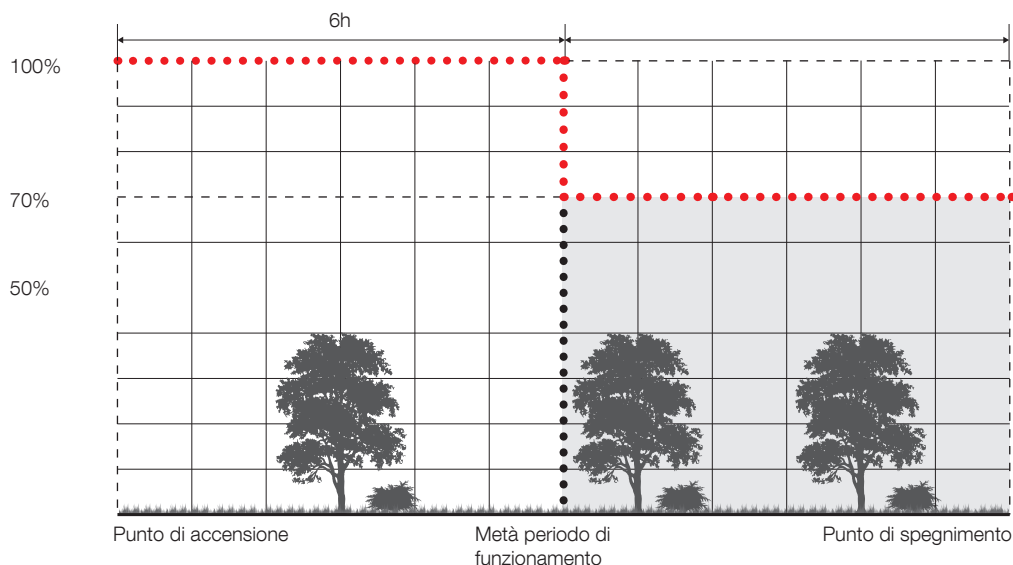 6h
100%
70%
50%
Punto di accensione
Metà periodo di
funzionamento
Punto di spegnimento